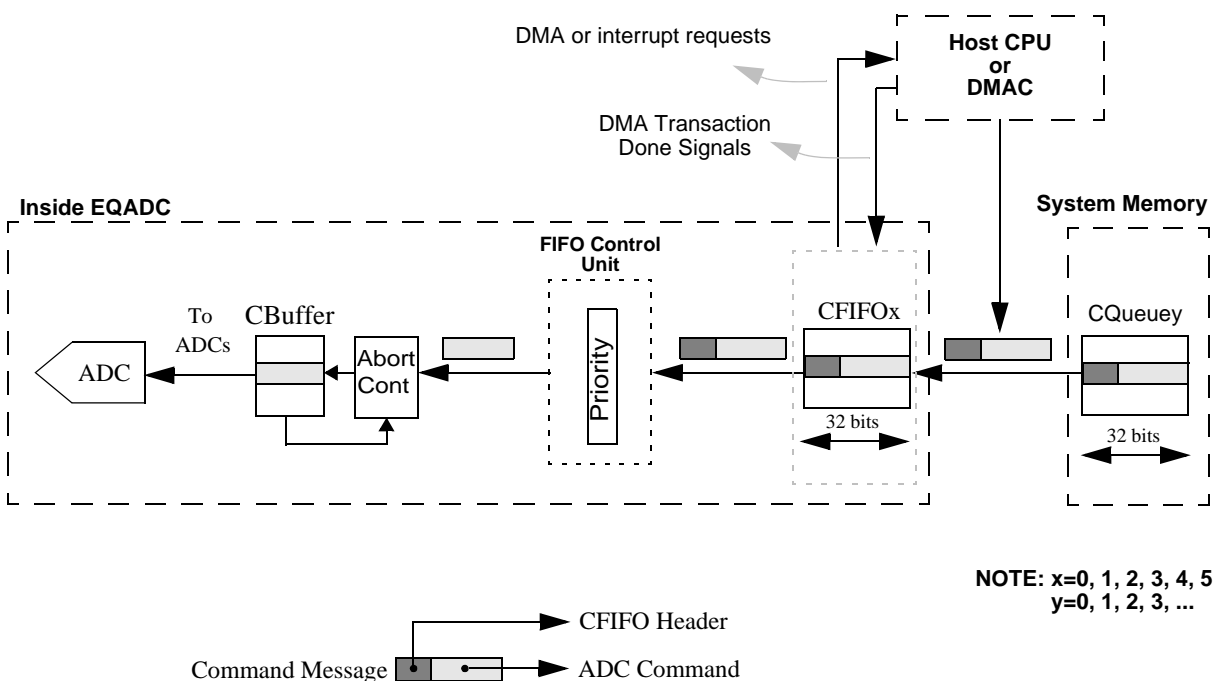 DMA or interrupt requests
Host CPU
or
DMAC
DMA Transaction
Done Signals
Inside EQADC
System Memory
FIFO Control
Unit
To
ADCs
CBuffer
CFIFOx
CQueuey
ADC
Abort
Cont
Priority
32 bits
32 bits
NOTE: x=0, 1, 2, 3, 4, 5
y=0, 1, 2, 3, ...
CFIFO Header
Command Message
ADC Command